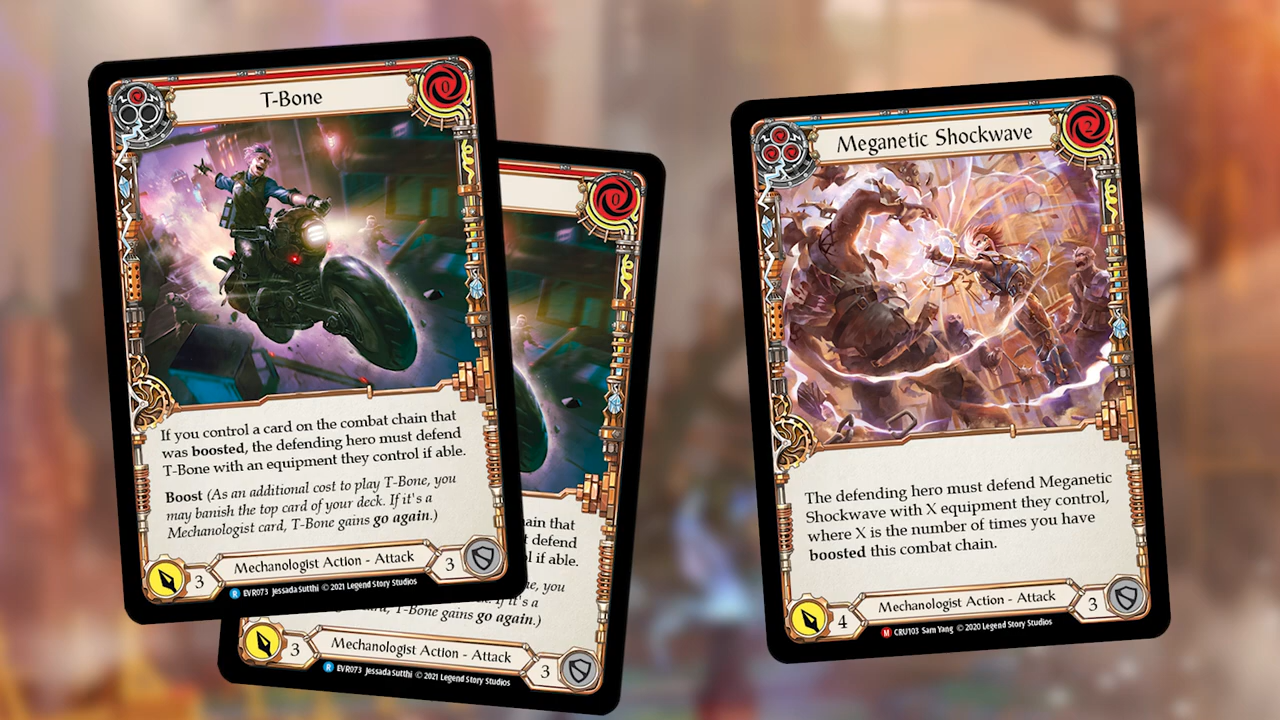 T-Bone
0
If you control a card on the combat chain that
was boosted, the defending hero must defend
T-Bone with an equipment they control if able.
Boost (As an additional cost to play T-Bone, you
may banish the top card of your deck. If it's a
Mechanologist card, T-Bone gains go again.)
3 Mechanologist Action - Attack 3
R EVR073 Jessada Sutthi © 2021 Legend Story Studios
0
ain that
defend
if able.
e, you
If it's a
card, T-Bone gains go again.)
3 Mechanologist Action - Attack 3
R EVR073 Jessada Sutthi © 2021 Legend Story Studios
Meganetic Shockwave
2
The defending hero must defend Meganetic
Shockwave with X equipment they control,
where X is the number of times you have
boosted this combat chain.
4 Mechanologist Action - Attack 3
M CRU103 Sam Yang © 2020 Legend Story Studios